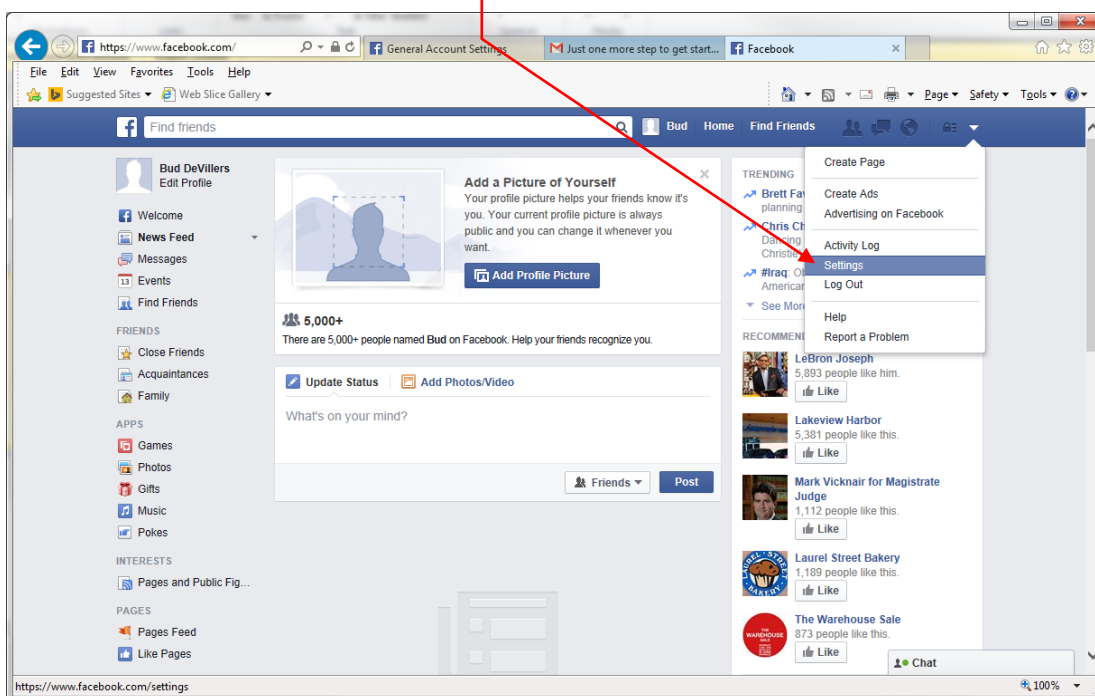 https://www.facebook.com/
General Account Settings
Just one more step to get start...
Facebook
File Edit View Favorites Tools Help
Suggested Sites Web Slice Gallery
Page Safety Tools
Find friends
Bud Home Find Friends
Bud DeVillers
Edit Profile
Welcome
News Feed
Messages
13 Events
Find Friends
FRIENDS
Close Friends
Acquaintances
Family
APPS
Games
Photos
Gifts
Music
Pokes
INTERESTS
Pages and Public Fig...
PAGES
Pages Feed
Like Pages
Add a Picture of Yourself
Your profile picture helps your friends know it's
you. Your current profile picture is always
public and you can change it whenever you
want.
Add Profile Picture
5,000+
There are 5,000+ people named Bud on Facebook. Help your friends recognize you.
Update Status Add Photos/Video
What's on your mind?
Friends Post
TRENDING
Brett
planning
Chris
Dancing
Christie
#Iraq:
American
See
Create Page
Create Ads
Advertising on Facebook
Activity Log
Settings
Log Out
Help
Report a Problem
LeBron Joseph
5,893 people like him.
Like
Lakeview Harbor
5,381 people like this.
Like
Mark Vicknair for Magistrate
Judge
1,112 people like this.
Like
LAUREL STREET BAKERY
Laurel Street Bakery
1,189 people like this.
Like
THE WAREHOUSE SALE
The Warehouse Sale
873 people like this.
Like
Chat
https://www.facebook.com/settings
100%